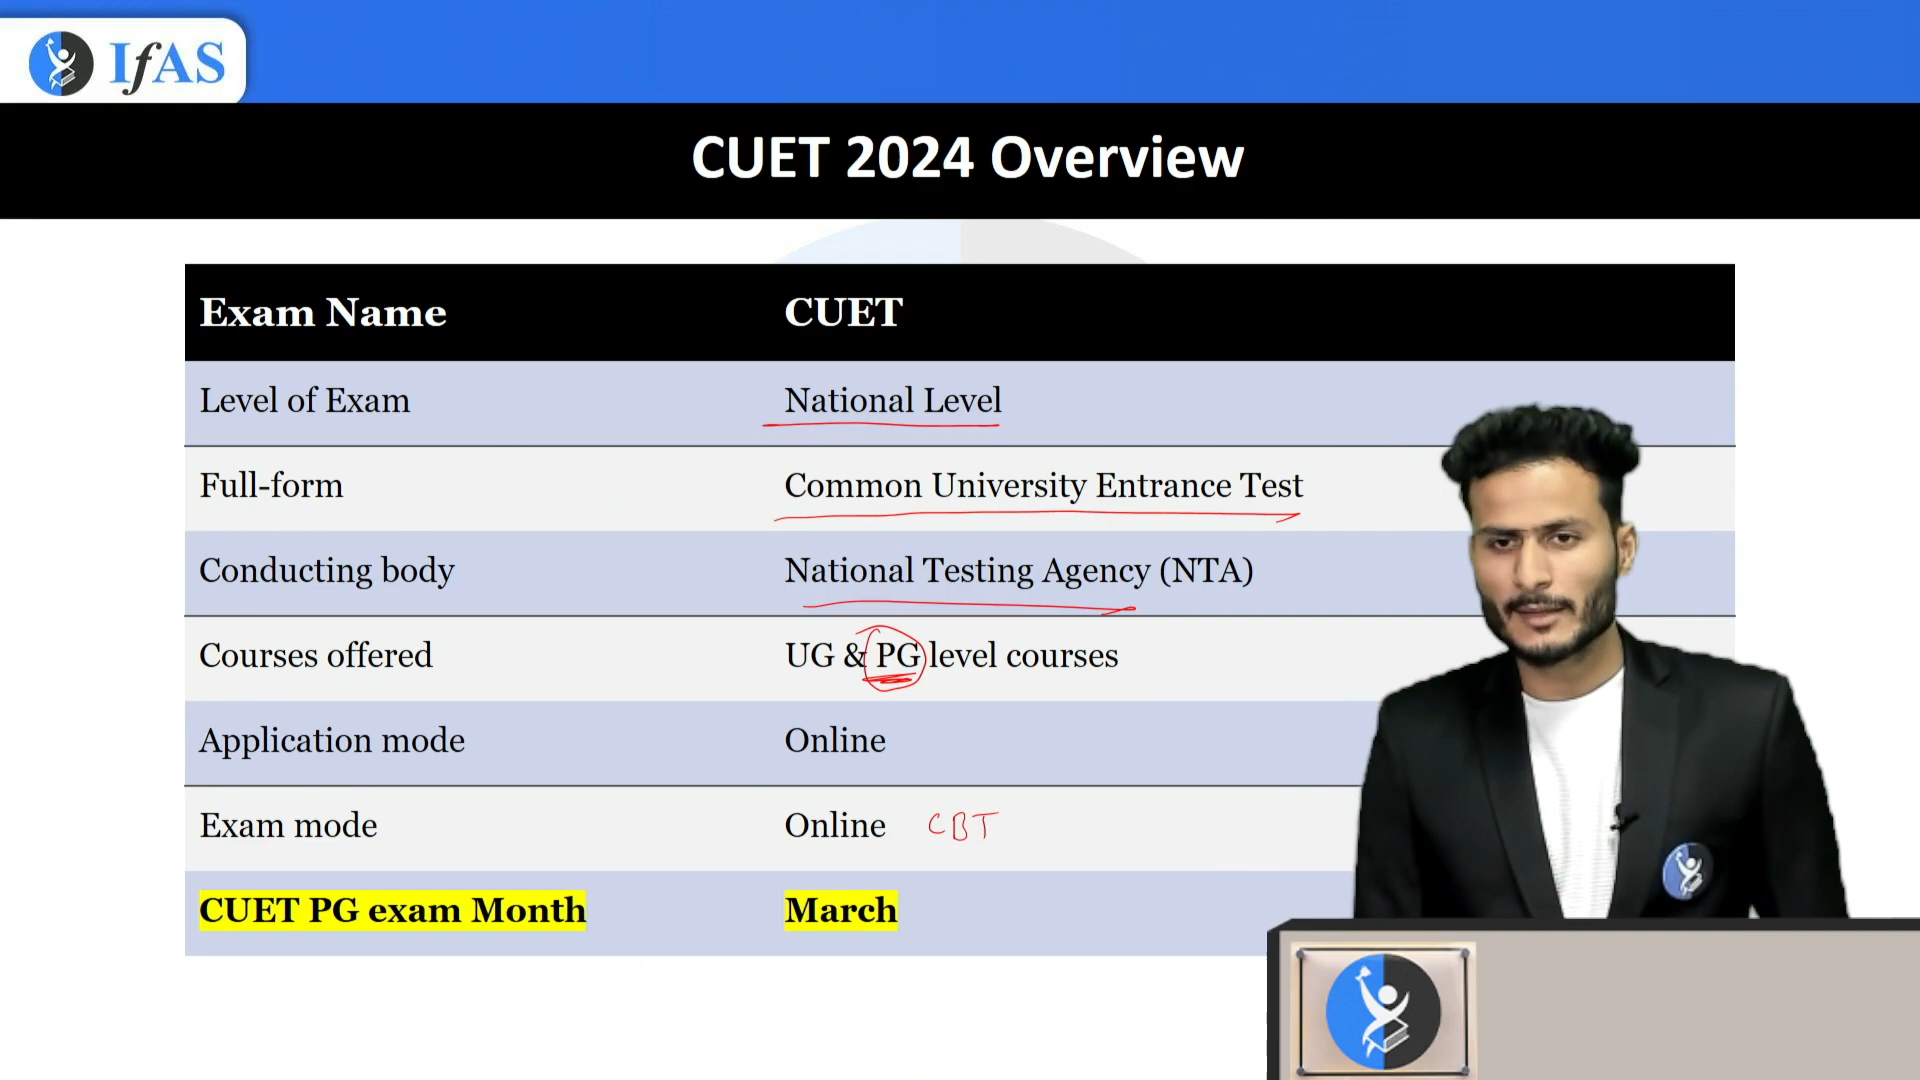 IfAS
CUET 2024 Overview
Exam Name CUET
Level of Exam National Level
Full-form Common University Entrance Test
Conducting body National Testing Agency (NTA)
Courses offered UG & PG level courses
Application mode Online
Exam mode Online CBT
CUET PG exam Month March